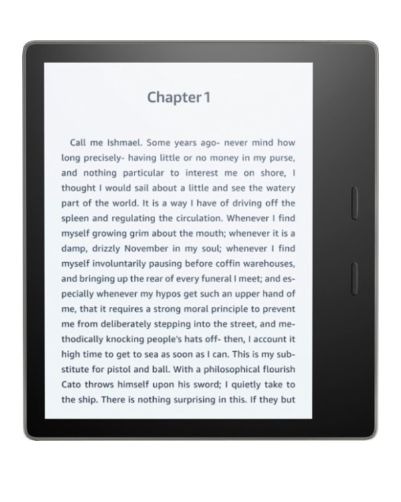 Chapter 1
Call me Ishmael. Some years ago- never mind how
long precisely- having little or no money in my purse,
and nothing particular to interest me on shore, I
thought I would sail about a little and see the watery
part of the world. It is a way I have of driving off the
spleen and regulating the circulation. Whenever I find
myself growing grim about the mouth; whenever it is a
damp, drizzly November in my soul; whenever I find
myself involuntarily pausing before coffin warehouses,
and bringing up the rear of every funeral I meet; and es-
pecially whenever my hypos get such an upper hand of
me, that it requires a strong moral principle to prevent
me from deliberately stepping into the street, and me-
thodically knocking people's hats off- then, I account it
high time to get to sea as soon as I can. This is my sub-
stitute for pistol and ball. With a philosophical flourish
Cato throws himself upon his sword; I quietly take to
the ship. There is nothing surprising in this. If they but